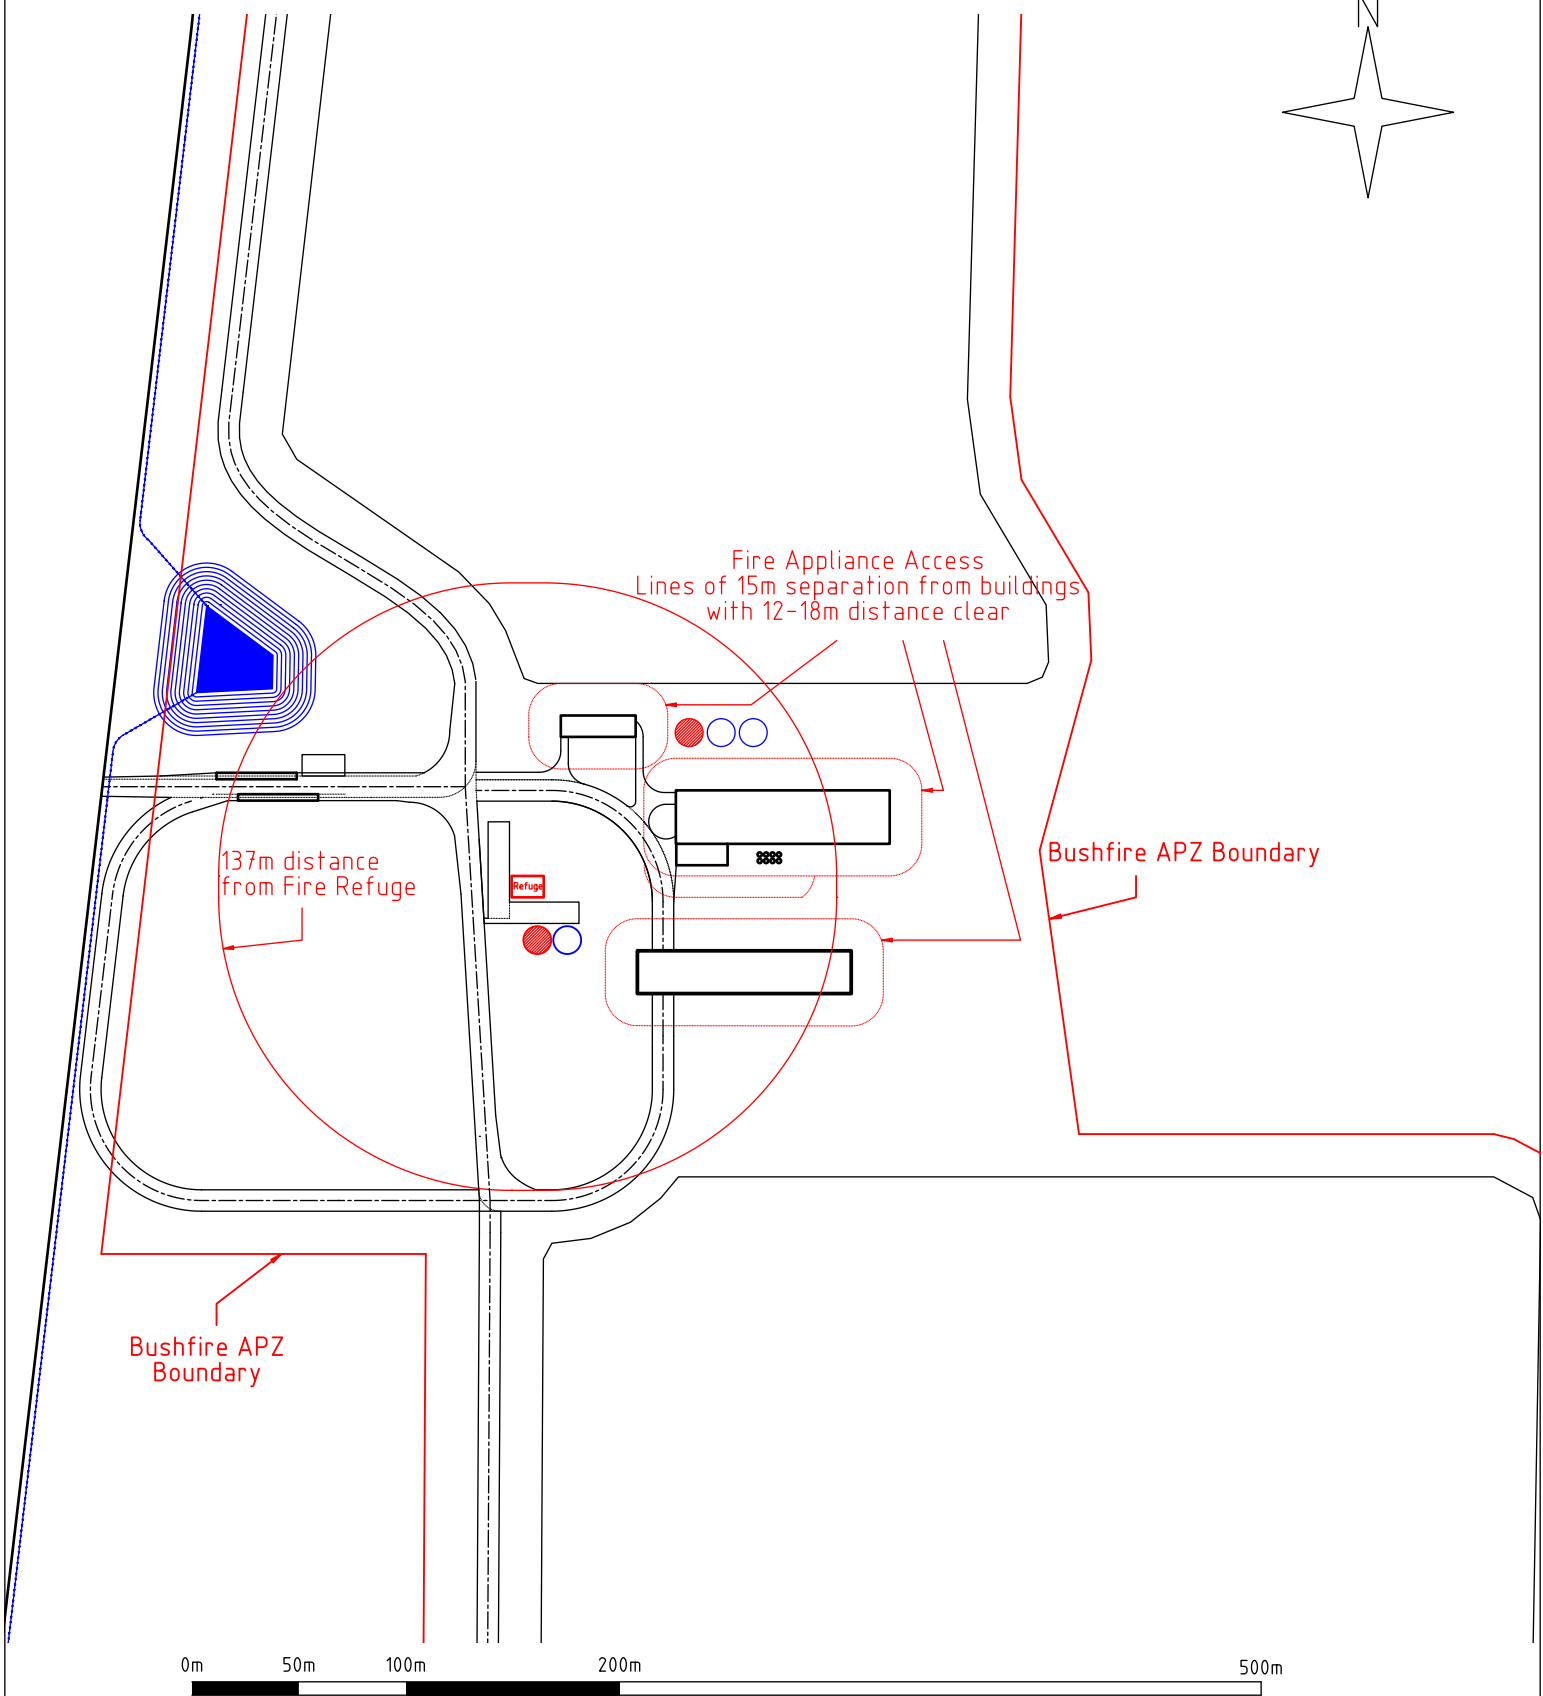 N
Fire Appliance Access
Lines of 15m separation from buildings
with 12-18m distance clear
137m distance
from Fire Refuge
Refuge
Bushfire APZ Boundary
Bushfire APZ
Boundary
0m
50m
100m
200m
500m